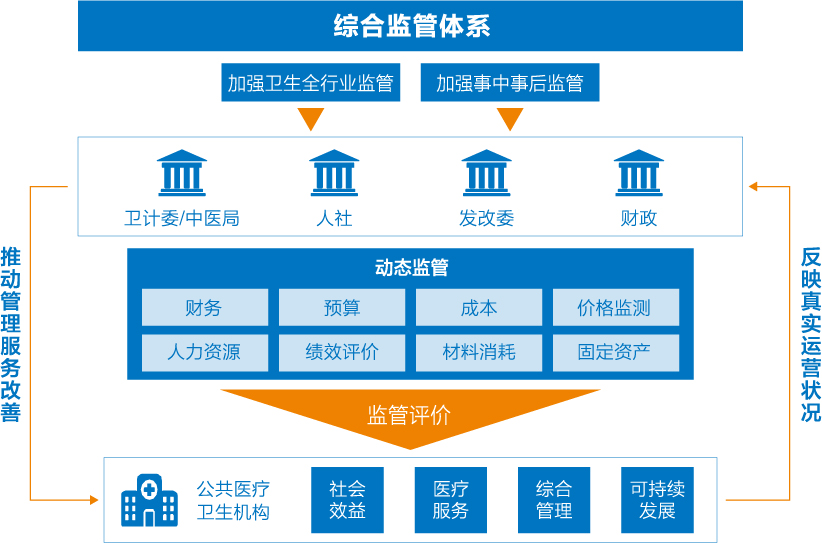 综合监管体系
加强卫生全行业监管
加强事中事后监管
卫计委/中医局
人社
发改委
财政
推动管理服务改善
反映真实运营状况
动态监管
财务
预算
成本
价格监测
人力资源
绩效评价
材料消耗
固定资产
监管评价
公共医疗
卫生机构
社会
效益
医疗
服务
综合
管理
可持续
发展